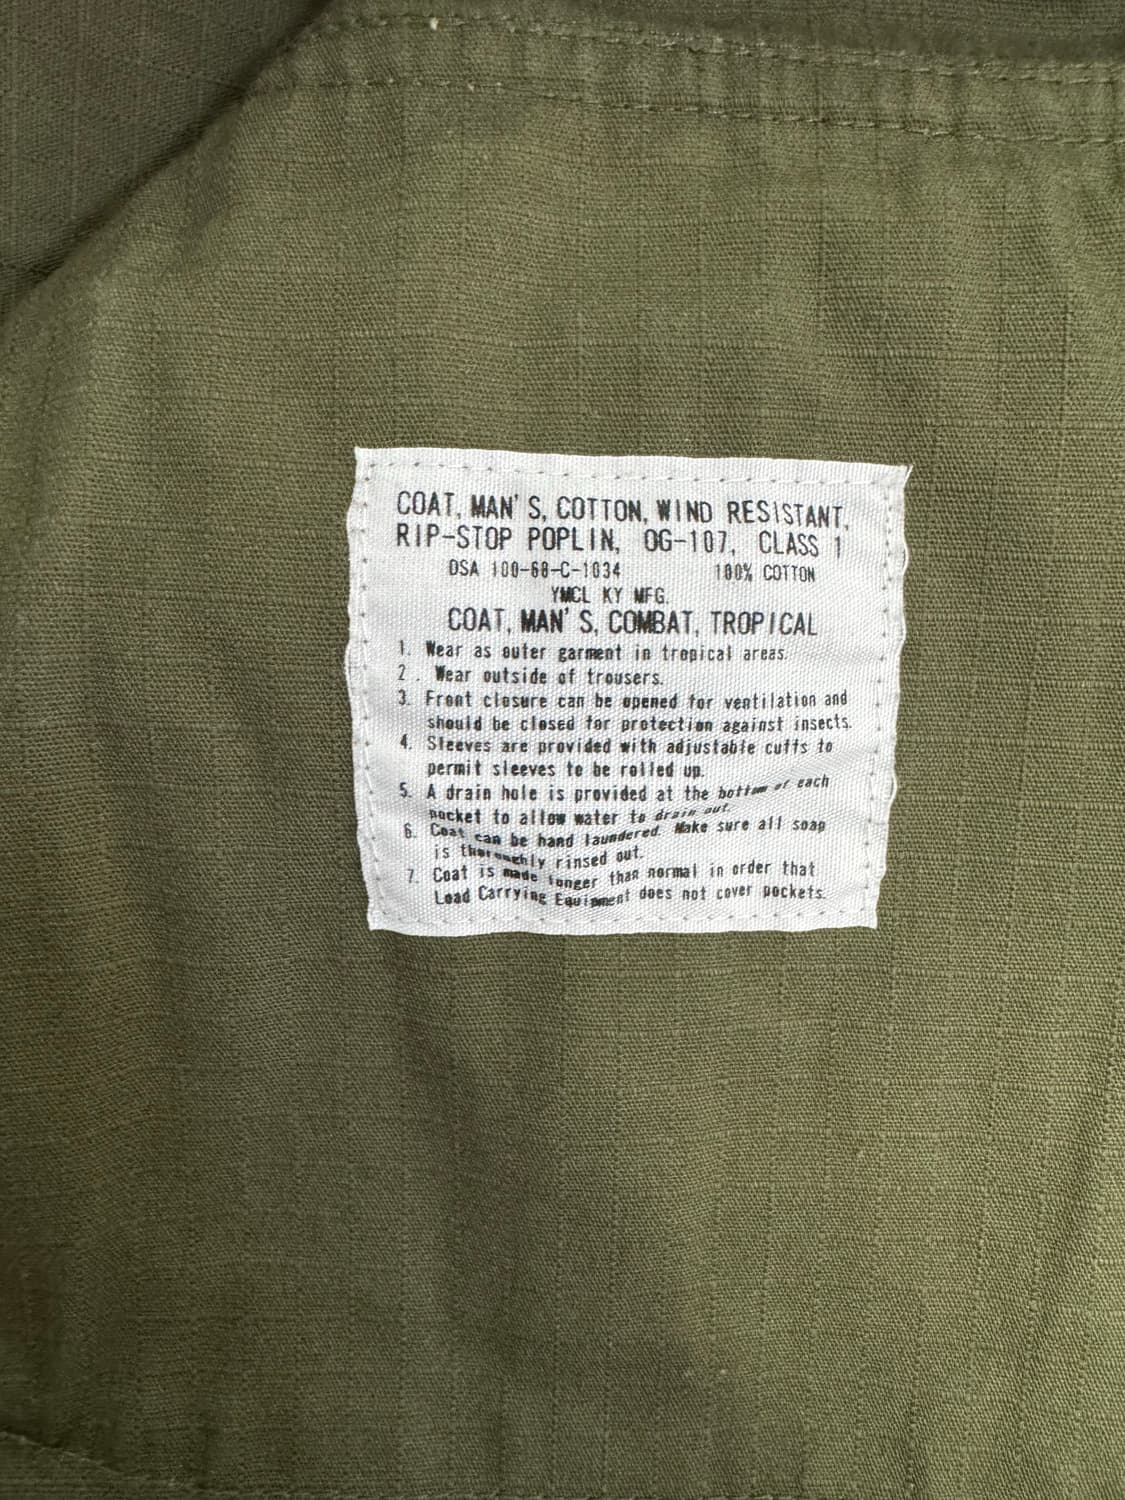 COAT, MAN'S, COTTON, WIND RESISTANT,
RIP-STOP POPLIN, OG-107, CLASS 1
DSA 100-68-C-1034 100% COTTON
YMCL KY MFG.
COAT, MAN'S, COMBAT, TROPICAL
1. Wear as outer garment in tropical areas.
2. Wear outside of trousers.
3. Front closure can be opened for ventilation and
should be closed for protection against insects.
4. Sleeves are provided with adjustable cuffs to
permit sleeves to be rolled up.
5. A drain hole is provided at the bottom of each
pocket to allow water to drain out.
6. Coat can be hand laundered. Make sure all soap
is thoroughly rinsed out.
7. Coat is made longer than normal in order that
Load Carrying Equipment does not cover pockets.